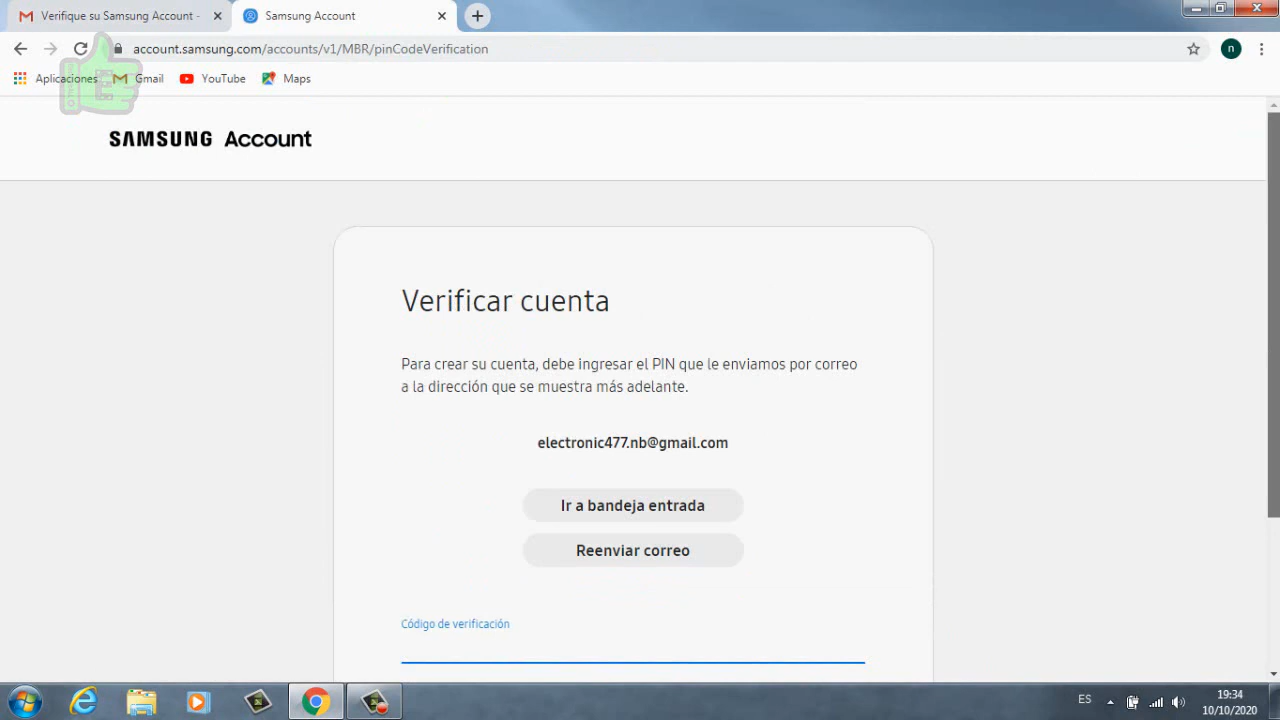 Verifique su Samsung Account -
Samsung Account
account.samsung.com/accounts/v1/MBR/pinCodeVerification
n
Aplicaciones
Gmail
YouTube
Maps
SAMSUNG Account
Verificar cuenta
Para crear su cuenta, debe ingresar el PIN que le enviamos por correo
a la dirección que se muestra más adelante.
electronic477.nb@gmail.com
Ir a bandeja entrada
Reenviar correo
Código de verificación
ES
19:34
10/10/2020